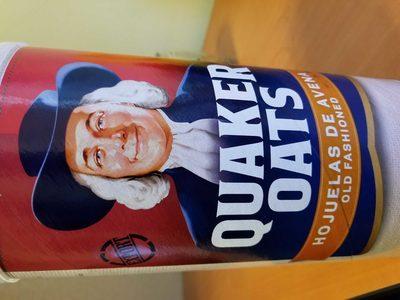 QUAKER
OATS
HOJUELAS DE AVENA
OLD FASHIONED